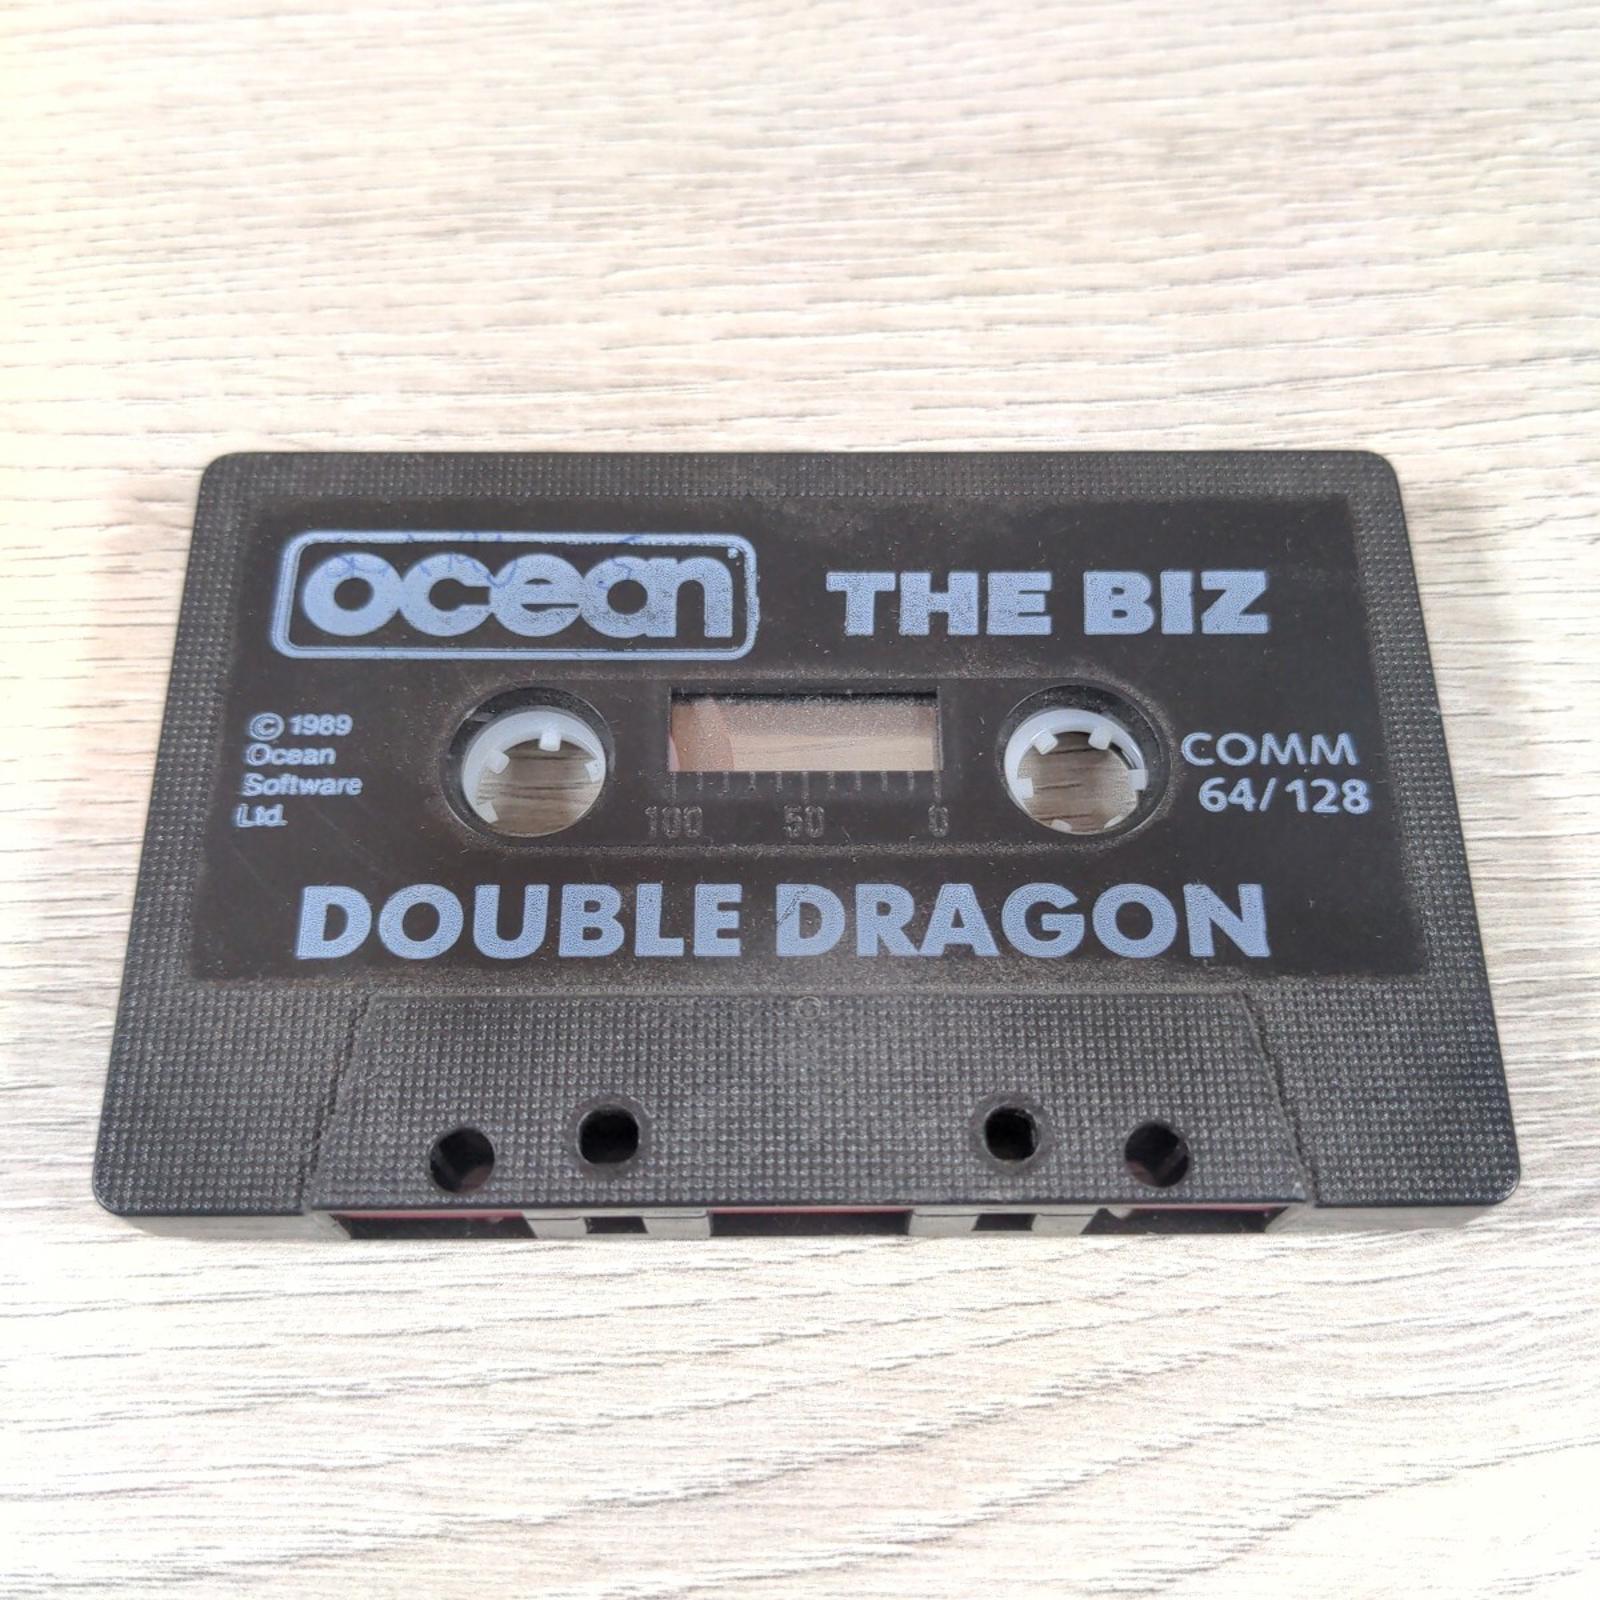 ocean
THE BIZ
© 1989
Ocean
Software
Ltd.
COMM
64/128
100 50 0
DOUBLE DRAGON